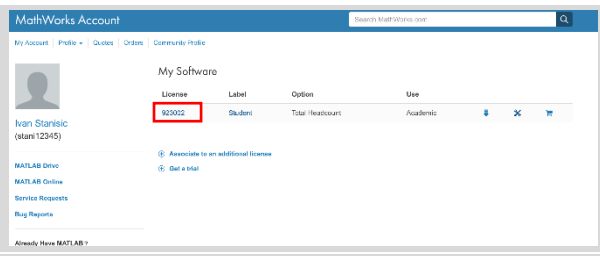 MathWorks Account
Search MathWorks.com
My Account Profile Quotes Orders Community Profile
My Software
License Label Option Use
923002 Student Total Headcount Academic
Ivan Stanisic
(stani12345)
Associate to an additional license
Get a trial
MATLAB Drive
MATLAB Online
Service Requests
Bug Reports
Already Have MATLAB ?